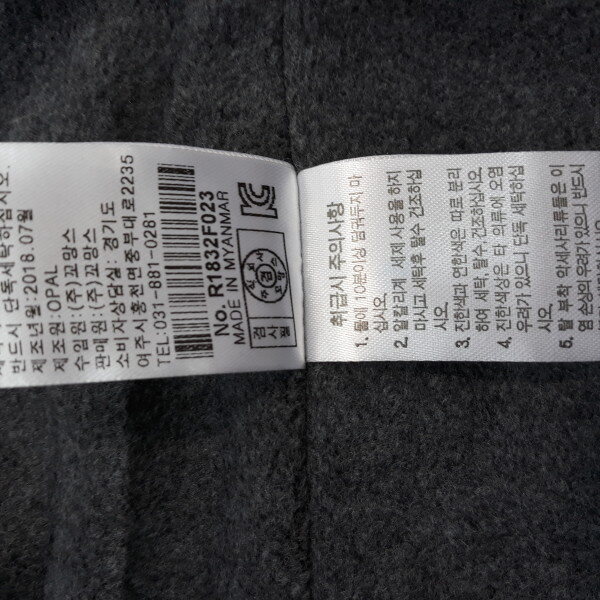 반드시 단독세탁하십시오.
제조년월:2018.07월
제조원:OPAL
수입원:(주)꼬망스
판매원:(주)꼬망스
소비자상담실:경기도
여주시흥천면중부대로2235
TEL:031-881-0281
No. R1832F023
MADE IN MYANMAR
검사필
취급시 주의사항
1. 물에 10분이상 담궈두지 마
십시오.
2. 알칼리계 세제 사용을 하지
마시고 세탁후 탈수 건조하십
시오.
3. 진한색과 연한색은 따로 분리
하여 세탁, 탈수, 건조하십시오.
4. 진한색상은 타 의류에 오염
우려가 있으니 단독 세탁하십
시오.
5. 털 부착 악세사리류들은 이
염 손상의 우려가 있으니 반드시